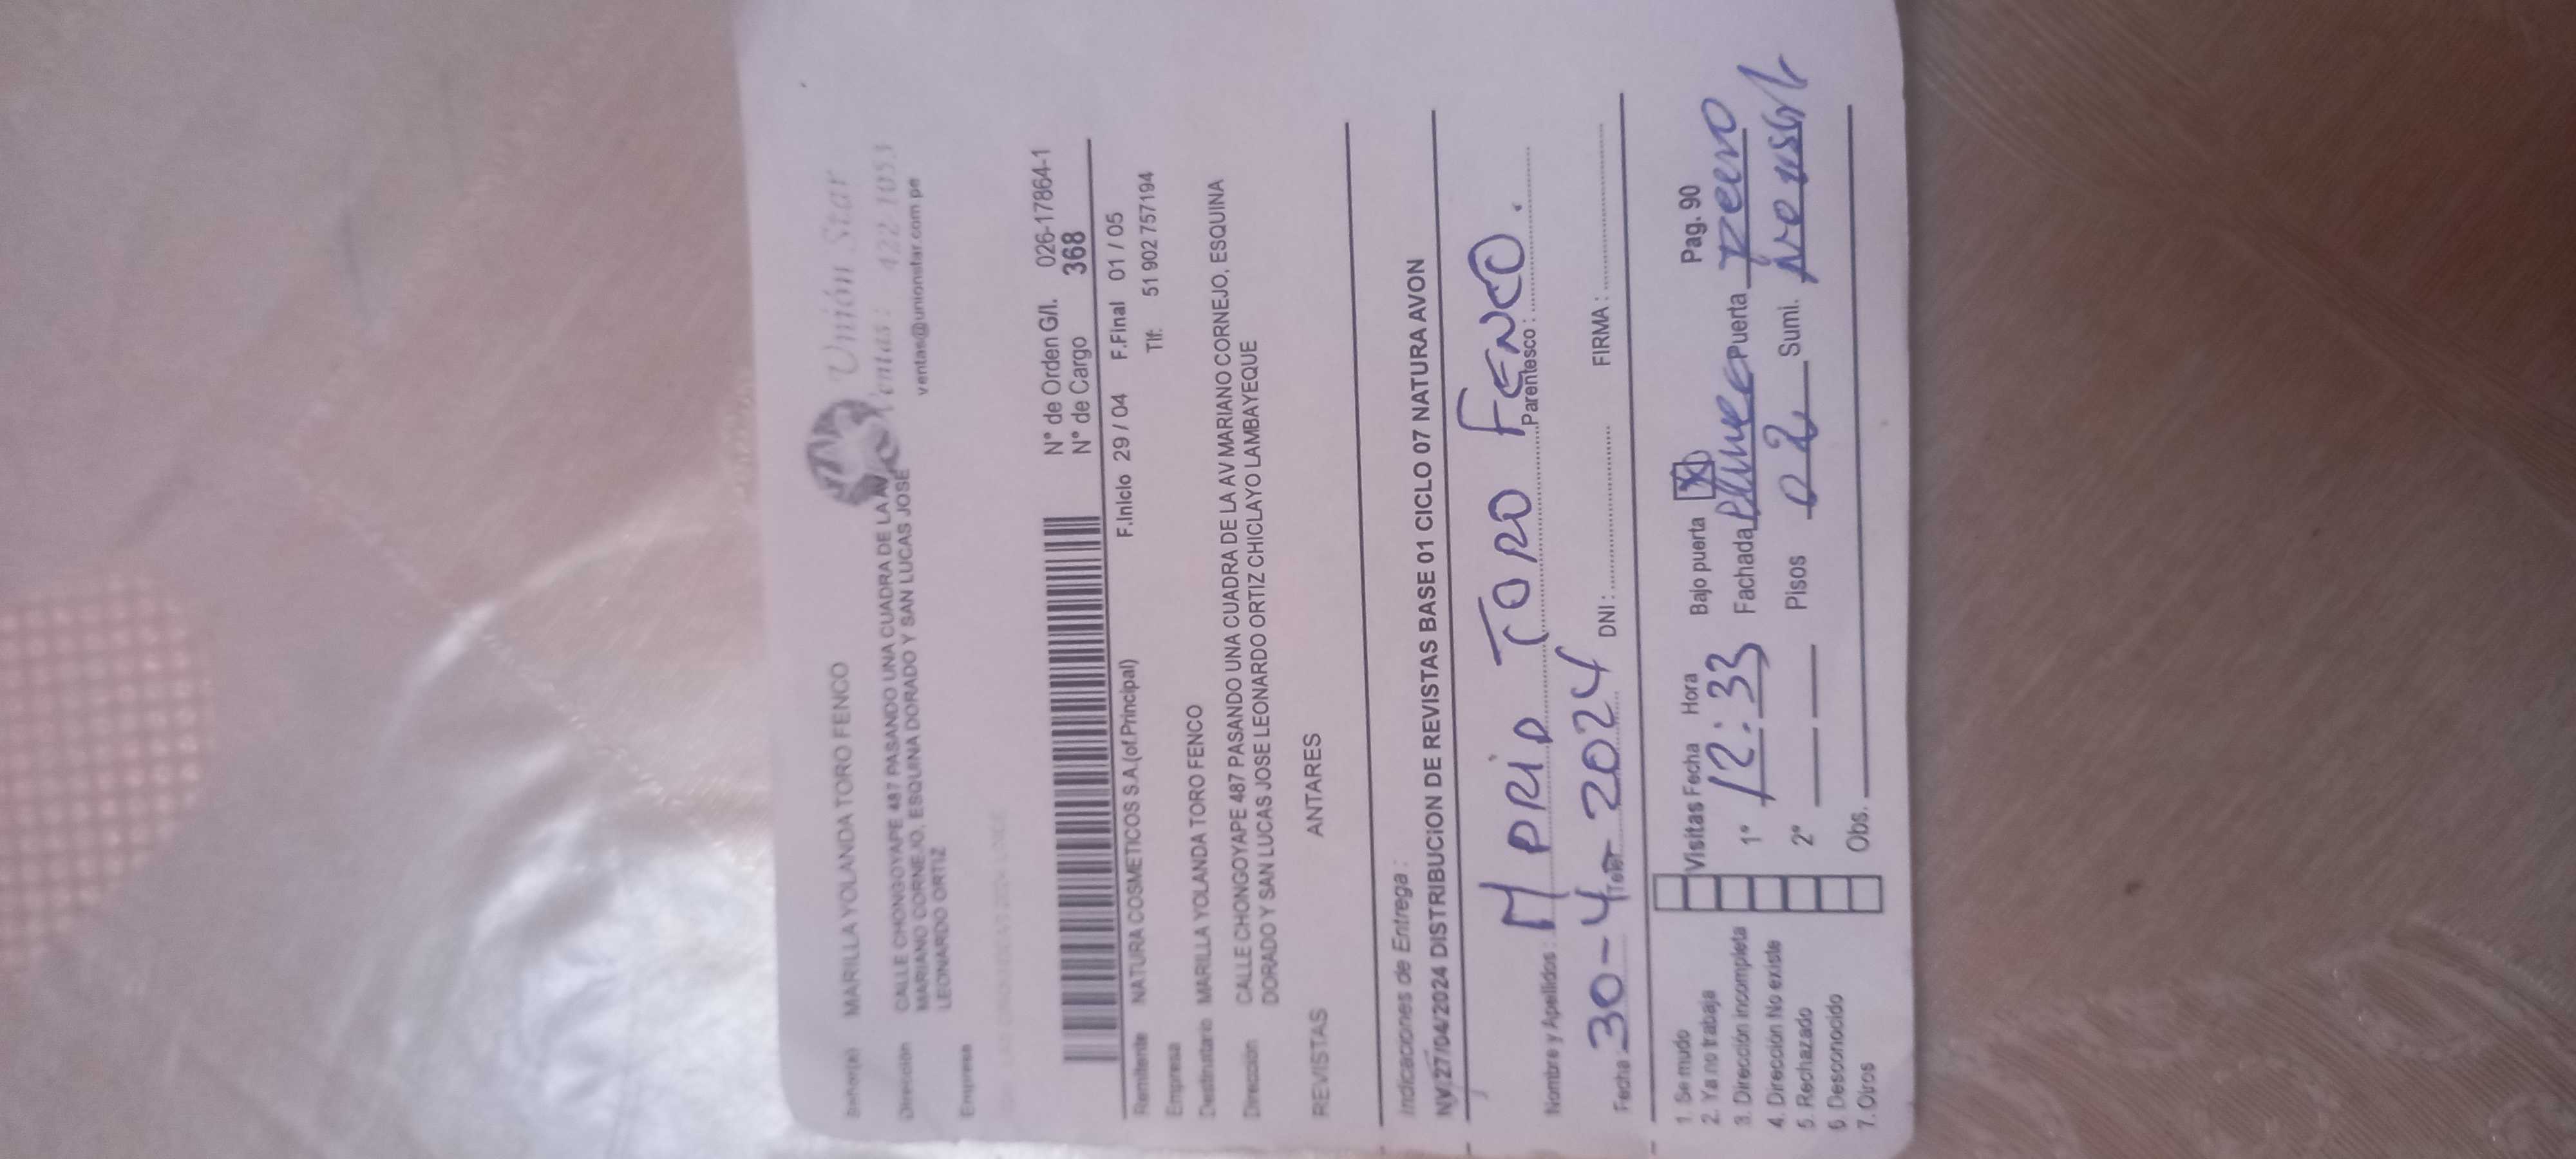 Señor(a) MARILLA YOLANDA TORO FENCO
Unión Star
Ventas: 422 1053
ventas@unionstar.com.pe
Dirección CALLE CHONGOYAPE 487 PASANDO UNA CUADRA DE LA AV
MARIANO CORNEJO, ESQUINA DORADO Y SAN LUCAS JOSE
LEONARDO ORTIZ
Empresa
N° de Orden G/I. 026-17864-1
N° de Cargo 368
Remitente NATURA COSMETICOS S.A.(of.Principal) F.Inicio 29 / 04 F.Final 01 / 05
Empresa Tlf: 51 902 757194
Destinatario MARILLA YOLANDA TORO FENCO
Dirección CALLE CHONGOYAPE 487 PASANDO UNA CUADRA DE LA AV MARIANO CORNEJO, ESQUINA
DORADO Y SAN LUCAS JOSE LEONARDO ORTIZ CHICLAYO LAMBAYEQUE
REVISTAS ANTARES
Indicaciones de Entrega :
NV:27/04/2024 DISTRIBUCION DE REVISTAS BASE 01 CICLO 07 NATURA AVON
Nombre y Apellidos : TORO FENCO. Parentesco :
Fecha 30-4-2024 DNI : FIRMA :
1. Se mudo
2. Ya no trabaja
3. Dirección incompleta
4. Dirección No existe
5. Rechazado
6. Desconocido
7. Otros
Visitas Fecha Hora Bajo puerta X Pag. 90
1° 12:33 Fachada Puerta
2° Pisos 02 Sumi.
Obs.